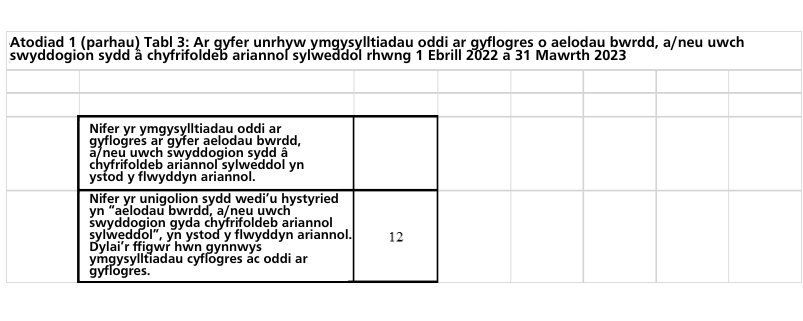 Atodiad 1 (parhau) Tabl 3: Ar gyfer unrhyw ymgysylltiadau oddi ar gyflogres o aelodau bwrdd, a/neu uwch
swyddogion sydd â chyfrifoldeb ariannol sylweddol rhwng 1 Ebrill 2022 a 31 Mawrth 2023
Nifer yr ymgysylltiadau oddi ar
gyflogres ar gyfer aelodau bwrdd,
a/neu uwch swyddogion sydd â
chyfrifoldeb ariannol sylweddol yn
ystod y flwyddyn ariannol.
Nifer yr unigolion sydd wedi’u hystyried
yn “aelodau bwrdd, a/neu uwch
swyddogion gyda chyfrifoldeb ariannol
sylweddol”, yn ystod y flwyddyn ariannol.
Dylai’r ffigwr hwn gynnwys
ymgysylltiadau cyflogres ac oddi ar
gyflogres.
12